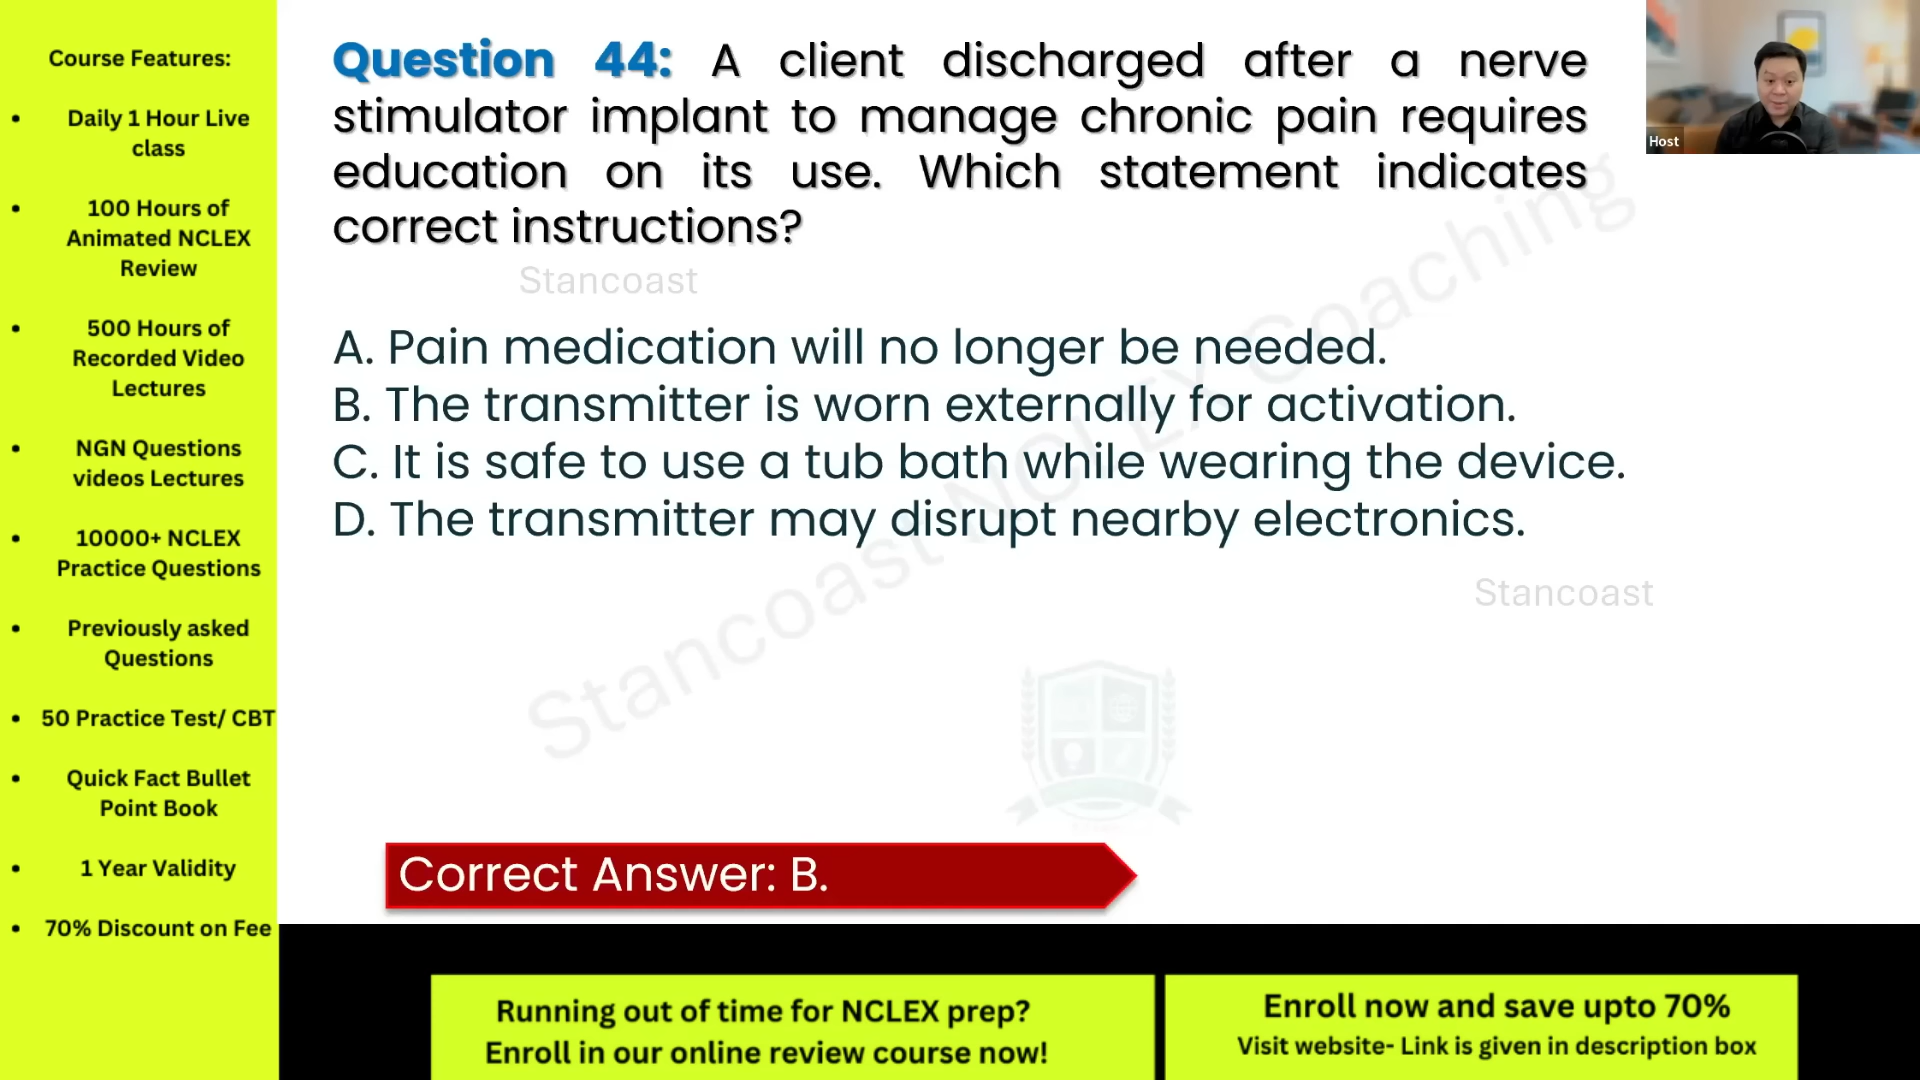 Course Features:
Daily 1 Hour Live
class
100 Hours of
Animated NCLEX
Review
500 Hours of
Recorded Video
Lectures
NGN Questions
videos Lectures
10000+ NCLEX
Practice Questions
Previously asked
Questions
50 Practice Test/ CBT
Quick Fact Bullet
Point Book
1 Year Validity
70% Discount on Fee
Question 44: A client discharged after a nerve
stimulator implant to manage chronic pain requires
education on its use. Which statement indicates
correct instructions?
Stancoast
A. Pain medication will no longer be needed.
B. The transmitter is worn externally for activation.
C. It is safe to use a tub bath while wearing the device.
D. The transmitter may disrupt nearby electronics.
Stancoast
Stancoast NCLEX Coaching
Correct Answer: B.
Host
Running out of time for NCLEX prep?
Enroll in our online review course now!
Enroll now and save upto 70%
Visit website- Link is given in description box